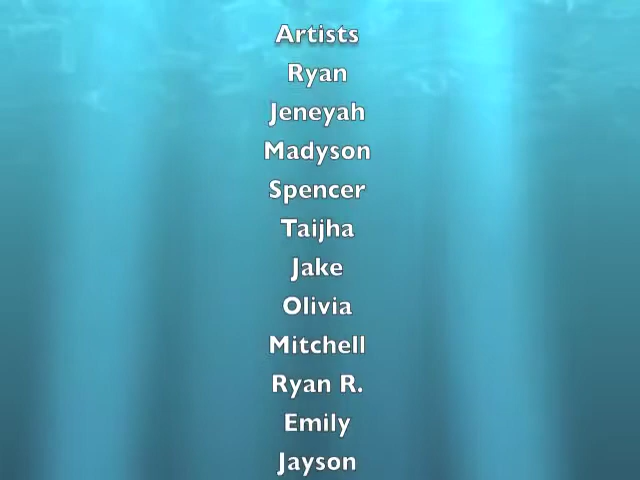 Artists
Ryan
Jeneyah
Madyson
Spencer
Taijha
Jake
Olivia
Mitchell
Ryan R.
Emily
Jayson